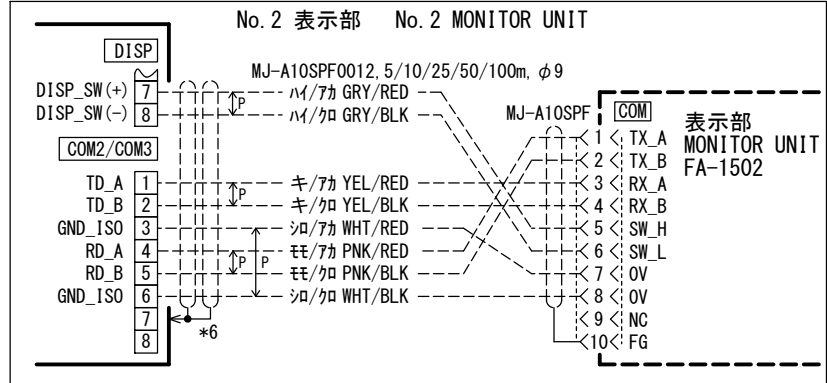 No.2 表示部 No.2 MONITOR UNIT
DISP
MJ-A10SPF0012,5/10/25/50/100m, φ9
DISP_SW(+) 7 P ハイ/アカ GRY/RED
DISP_SW(-) 8 ハイ/クロ GRY/BLK
MJ-A10SPF
COM
表示部
MONITOR UNIT
FA-1502
COM2/COM3
TD_A 1 P キ/アカ YEL/RED
TD_B 2 キ/クロ YEL/BLK
GND_ISO 3 シロ/アカ WHT/RED
RD_A 4 P P モモ/アカ PNK/RED
RD_B 5 モモ/クロ PNK/BLK
GND_ISO 6 シロ/クロ WHT/BLK
7
8
*6
1 TX_A
2 TX_B
3 RX_A
4 RX_B
5 SW_H
6 SW_L
7 0V
8 0V
9 NC
10 FG